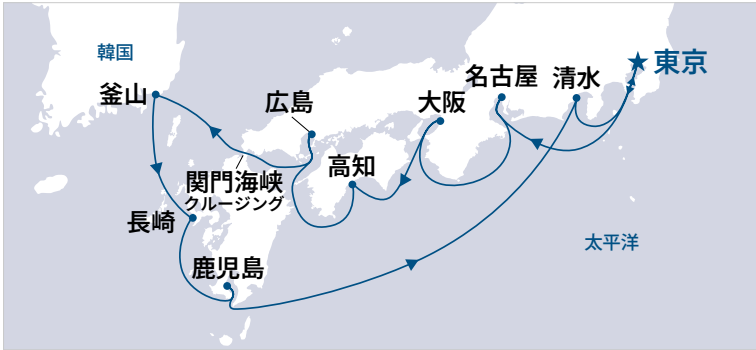 韓国
釜山
広島
大阪
名古屋
清水
東京
高知
関門海峡
クルージング
長崎
鹿児島
太平洋